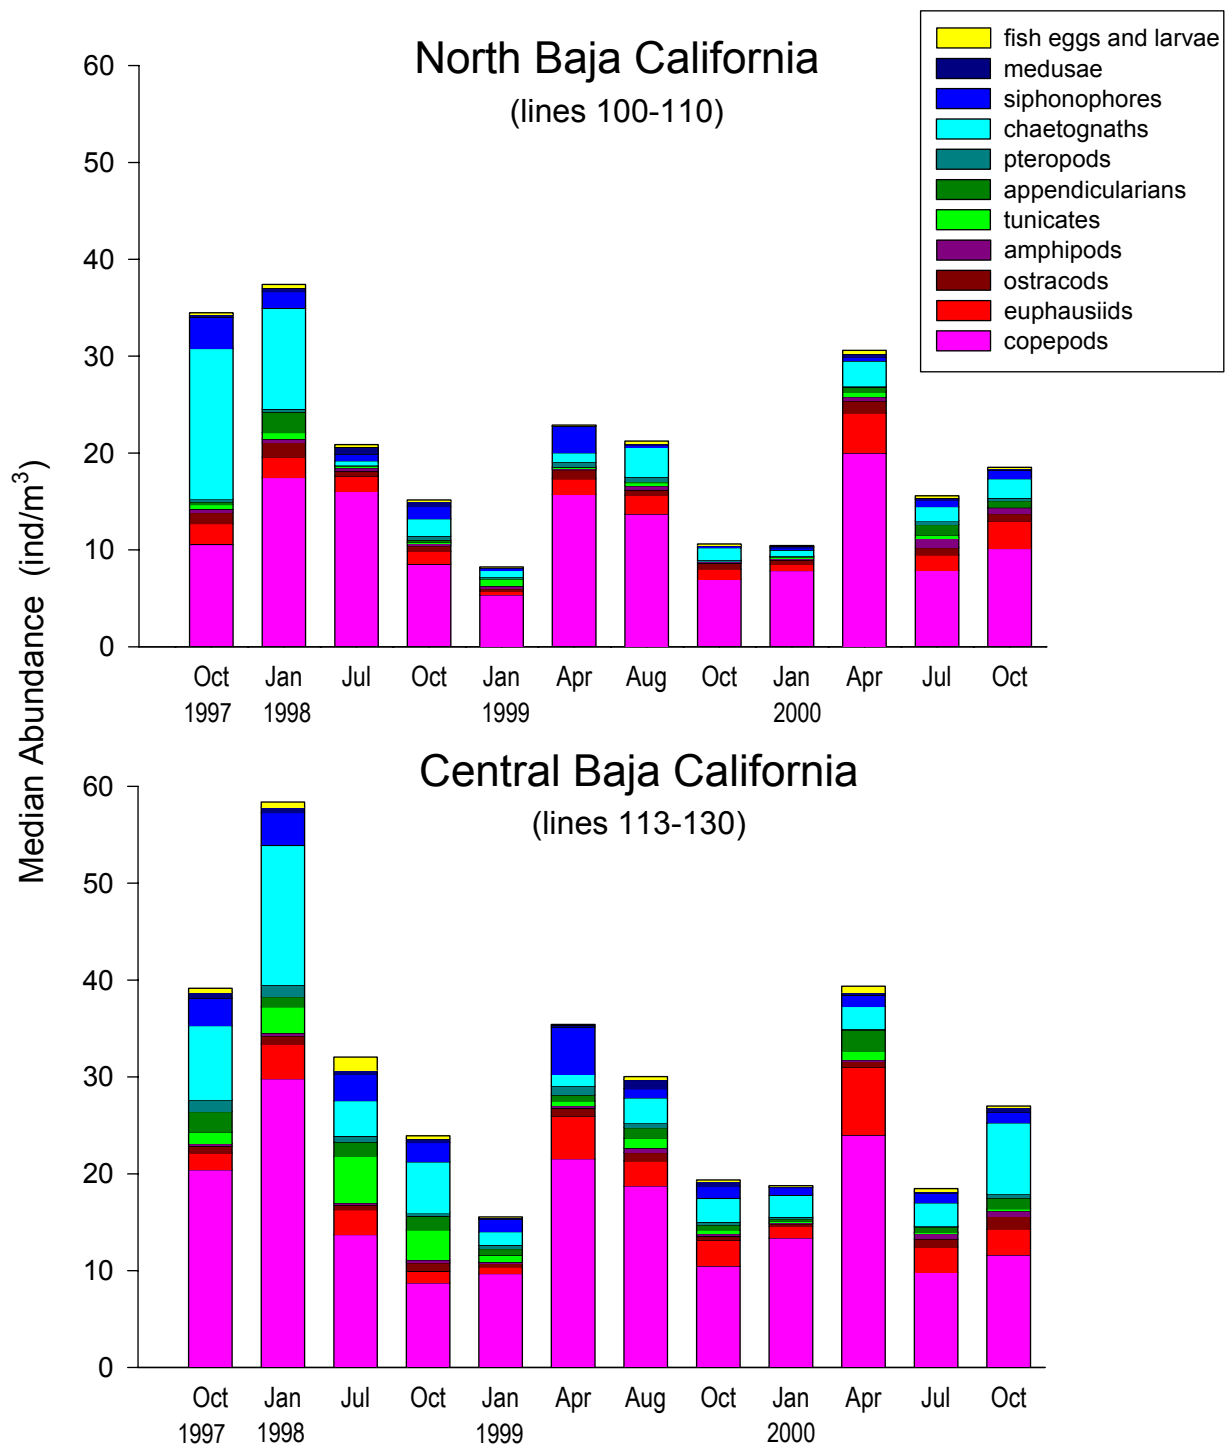 North Baja California
(lines 100-110)
fish eggs and larvae
medusae
siphonophores
chaetognaths
pteropods
appendicularians
tunicates
amphipods
ostracods
euphausiids
copepods
Median Abundance (ind/m³)
60
50
40
30
20
10
0
Oct Jan Jul Oct Jan Apr Aug Oct Jan Apr Jul Oct
1997 1998 1999 2000
Central Baja California
(lines 113-130)
60
50
40
30
20
10
0
Oct Jan Jul Oct Jan Apr Aug Oct Jan Apr Jul Oct
1997 1998 1999 2000